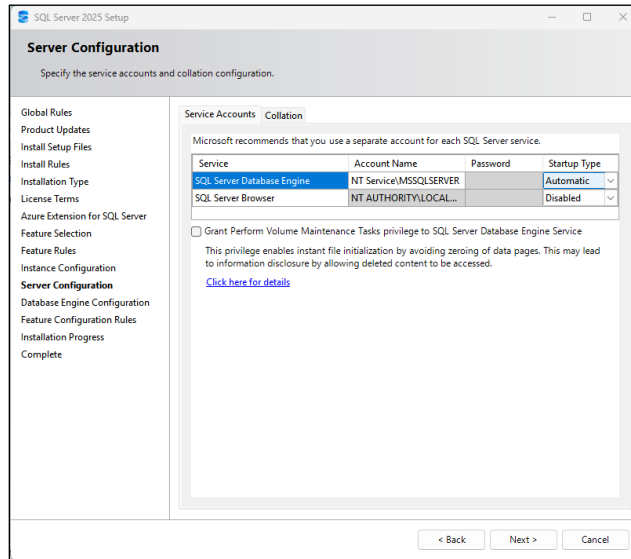 SQL Server 2025 Setup
Server Configuration
Specify the service accounts and collation configuration.
Global Rules
Product Updates
Install Setup Files
Install Rules
Installation Type
License Terms
Azure Extension for SQL Server
Feature Selection
Feature Rules
Instance Configuration
Server Configuration
Database Engine Configuration
Feature Configuration Rules
Installation Progress
Complete
Service Accounts Collation
Microsoft recommends that you use a separate account for each SQL Server service.
Service Account Name Password Startup Type
SQL Server Database Engine NT Service\MSSQLSERVER Automatic
SQL Server Browser NT AUTHORITY\LOCAL... Disabled
Grant Perform Volume Maintenance Tasks privilege to SQL Server Database Engine Service
This privilege enables instant file initialization by avoiding zeroing of data pages. This may lead
to information disclosure by allowing deleted content to be accessed.
Click here for details
< Back Next > Cancel